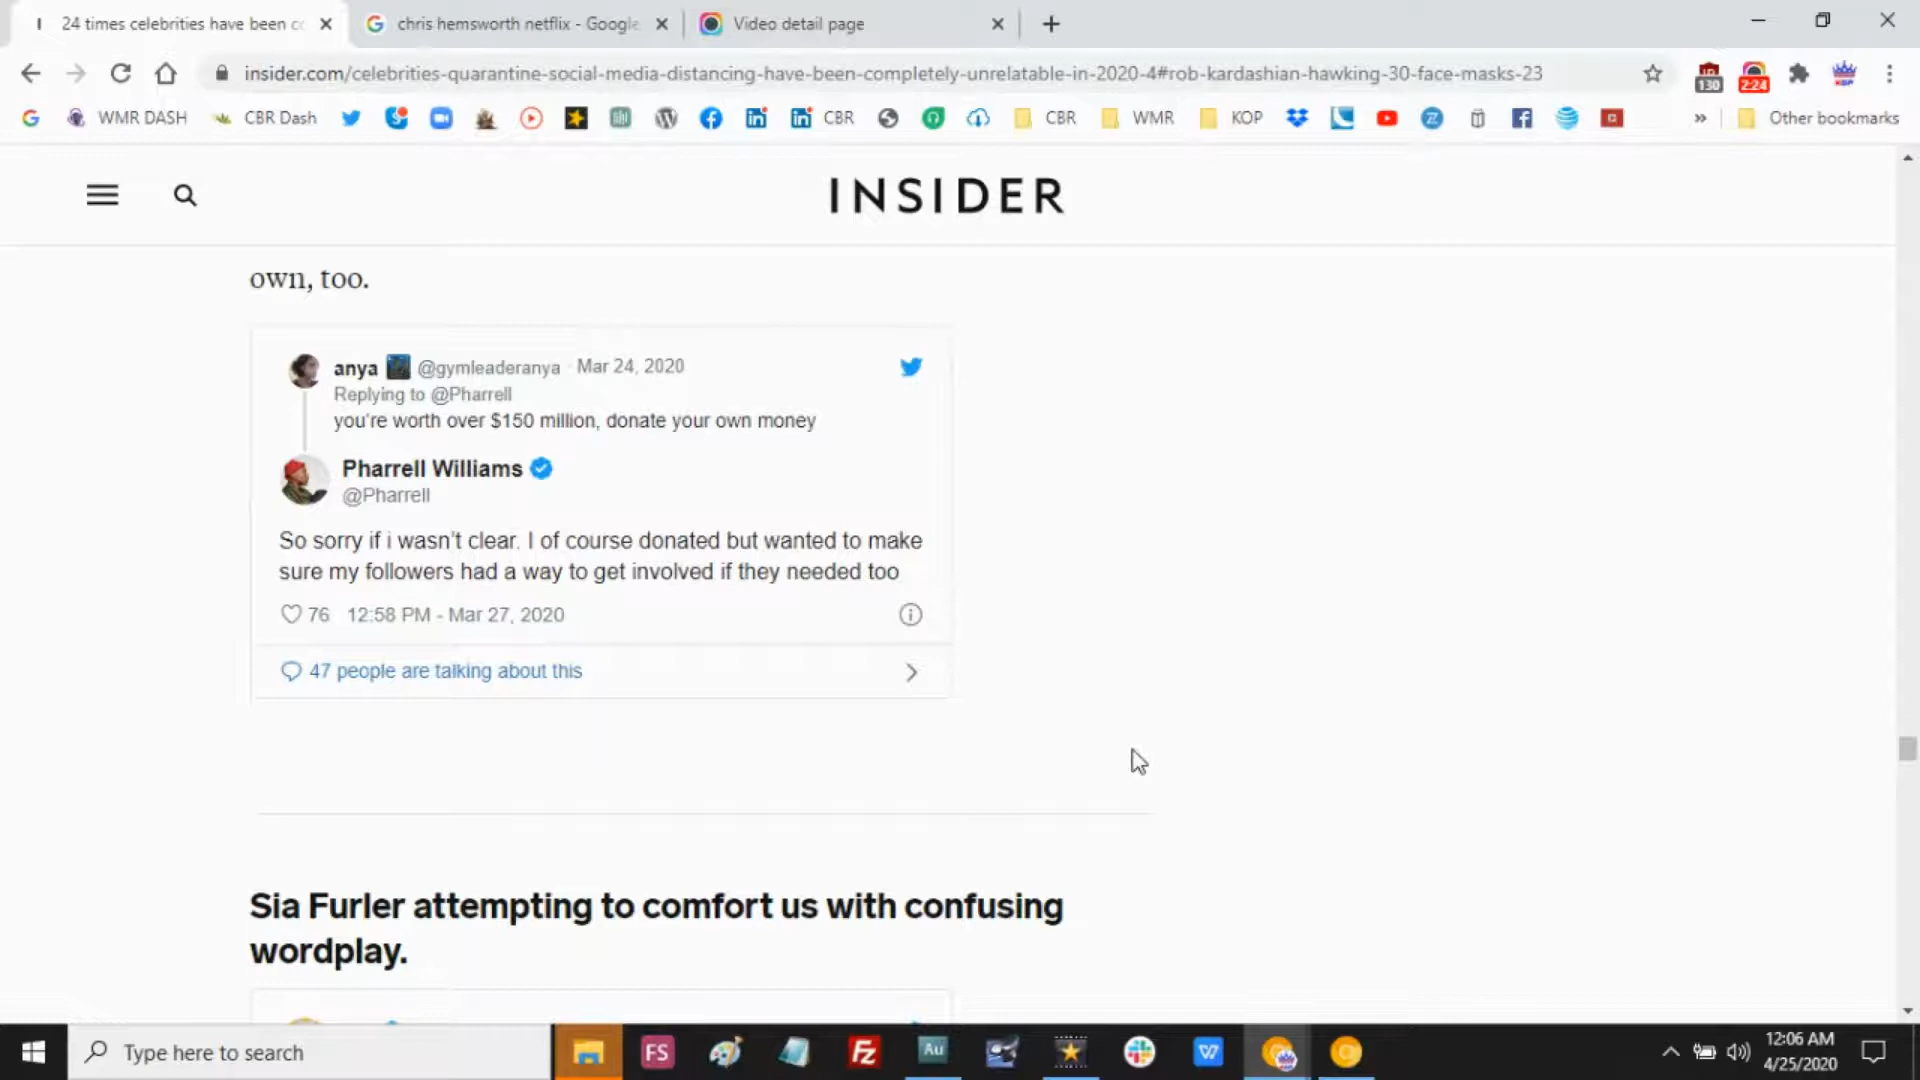 24 times celebrities have been co
chris hemsworth netflix - Google
Video detail page
insider.com/celebrities-quarantine-social-media-distancing-have-been-completely-unrelatable-in-2020-4#rob-kardashian-hawking-30-face-masks-23
130
2:24
WMR DASH
CBR Dash
CBR
CBR
WMR
KOP
Other bookmarks
INSIDER
own, too.
anya @gymleaderanya · Mar 24, 2020
Replying to @Pharrell
you're worth over $150 million, donate your own money
Pharrell Williams
@Pharrell
So sorry if i wasn't clear. I of course donated but wanted to make
sure my followers had a way to get involved if they needed too
76 12:58 PM - Mar 27, 2020
47 people are talking about this
Sia Furler attempting to comfort us with confusing
wordplay.
Type here to search
FS
Fz
Au
12:06 AM
4/25/2020